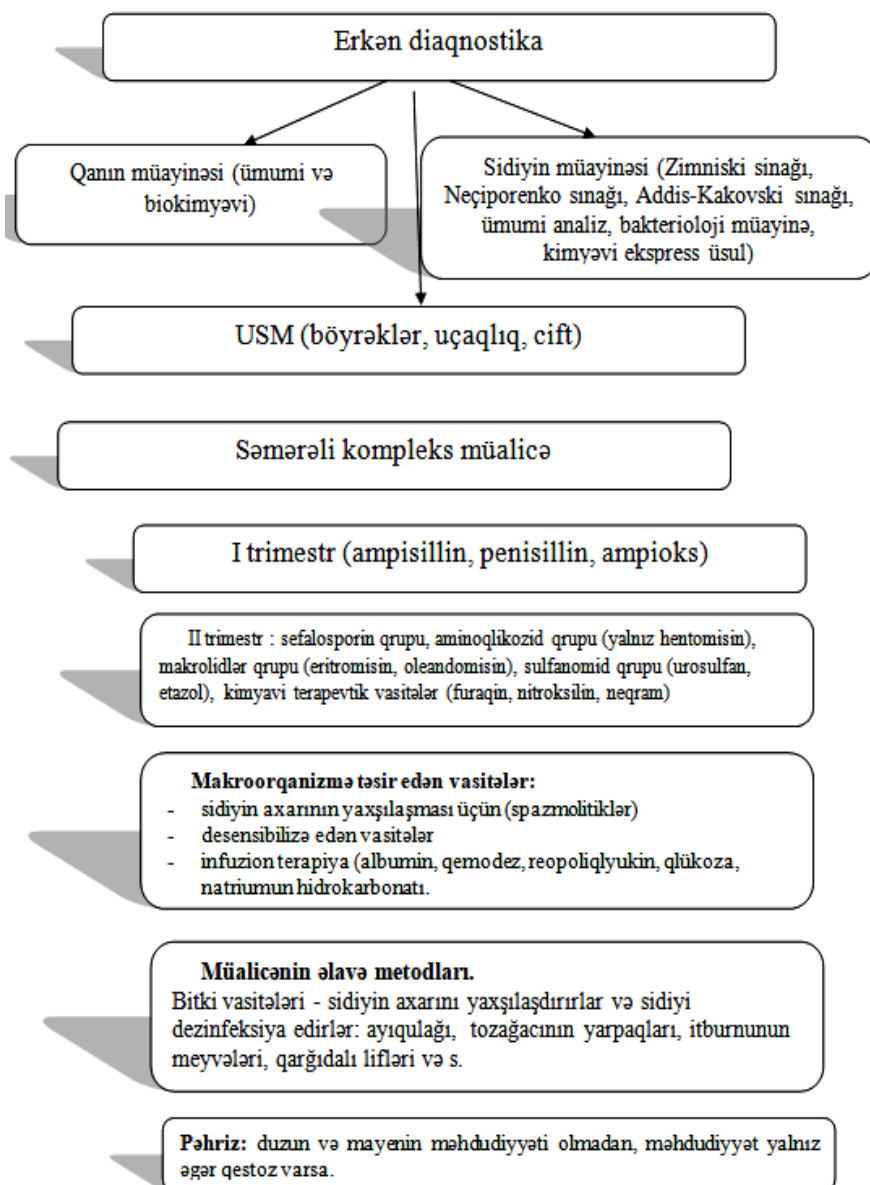 Erkən diaqnostika
Qanın müayinəsi (ümumi və
biokimyəvi)
Sidiyin müayinəsi (Zimniski sinağı,
Neçiporenko sınağı, Addis-Kakovski sınağı,
ümumi analiz, bakterioloji müayinə,
kimyəvi ekspress üsul)
USM (böyrəklər, uçaqlıq, cift)
Səmərəli kompleks müalicə
I trimestr (ampisillin, penisillin, ampioks)
II trimestr : sefalosporin qrupu, aminoqlikozid qrupu (yalnız hentomisin),
makrolidlər qrupu (eritromisin, oleandomisin), sulfanomid qrupu (urosulfan,
etazol), kimyavi terapevtik vasitələr (furaqin, nitroksilin, neqram)
Makroorqanizmə təsir edən vasitələr:
- sidiyin axarının yaxşılaşması üçün (spazmolitiklər)
- desensibilizə edən vasitələr
- infuzion terapiya (albumin, qemodez, reopoliqlyukin, qlükoza,
natriumun hidrokarbonatı.
Müalicənin əlavə metodları.
Bitki vasitələri - sidiyin axarını yaxşılaşdırırlar və sidiyi
dezinfeksiya edirlər: ayıqulağı, tozağacının yarpaqları, itburnunun
meyvələri, qarğıdalı lifləri və s.
Pəhriz: duzun və mayenin məhdudiyyəti olmadan, məhdudiyyət yalnız
əgər qestoz varsa.